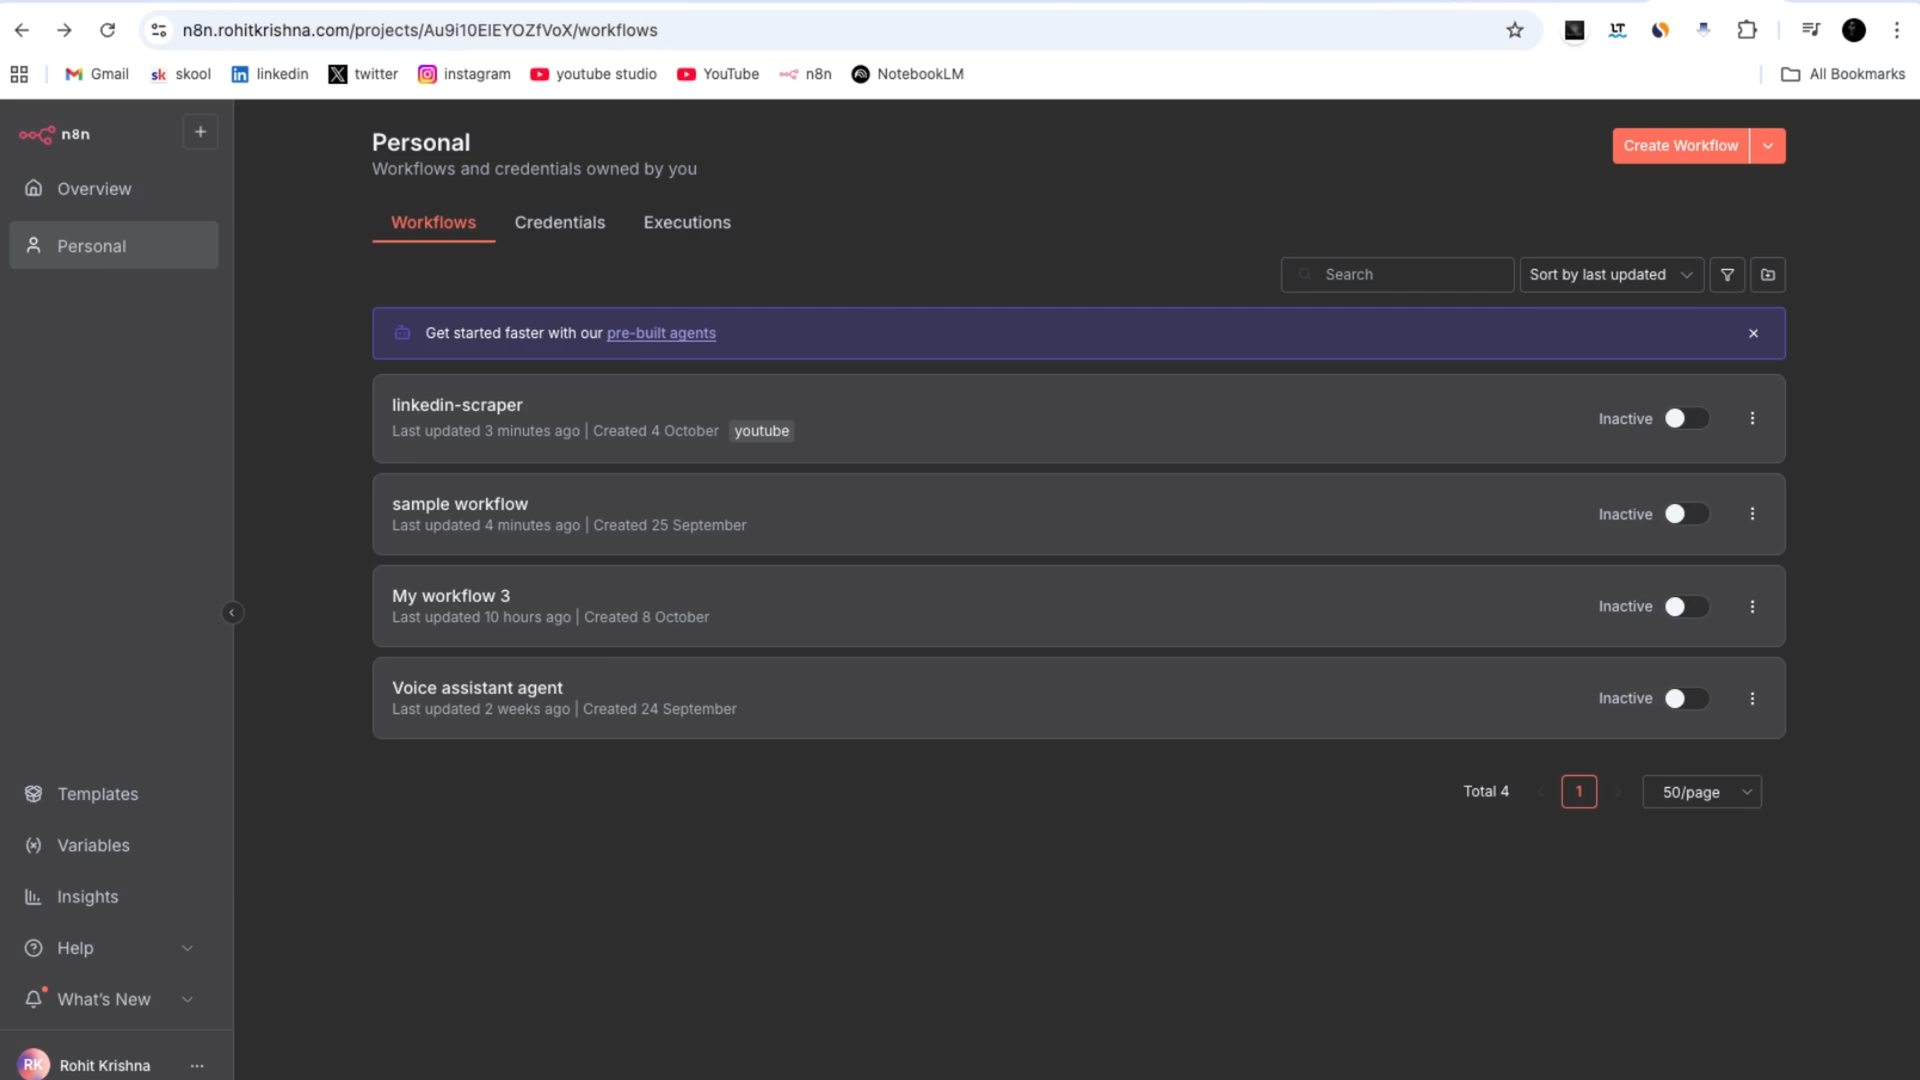 n8n.rohitkrishna.com/projects/Au9i10EIEYOZfVoX/workflows
Gmail
sk skool
linkedin
twitter
instagram
youtube studio
YouTube
n8n
NotebookLM
All Bookmarks
n8n
Overview
Personal
Templates
Variables
Insights
Help
What's New
RK Rohit Krishna
Personal
Workflows and credentials owned by you
Create Workflow
Workflows Credentials Executions
Search
Sort by last updated
Get started faster with our pre-built agents
linkedin-scraper
Last updated 3 minutes ago | Created 4 October youtube
Inactive
sample workflow
Last updated 4 minutes ago | Created 25 September
Inactive
My workflow 3
Last updated 10 hours ago | Created 8 October
Inactive
Voice assistant agent
Last updated 2 weeks ago | Created 24 September
Inactive
Total 4 1 50/page